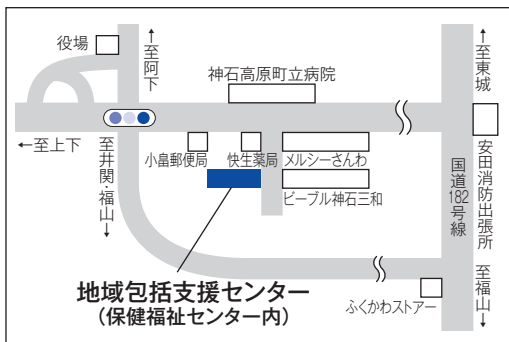 役場
↑至阿下
神石高原町立病院
↑至東城
←至上下
至井関・福山↓
小畠郵便局
快生薬局
メルシーさんわ
ピーブル神石三和
国道182号線
安田消防出張所
至福山↓
地域包括支援センター
（保健福祉センター内）
ふくかわストアー